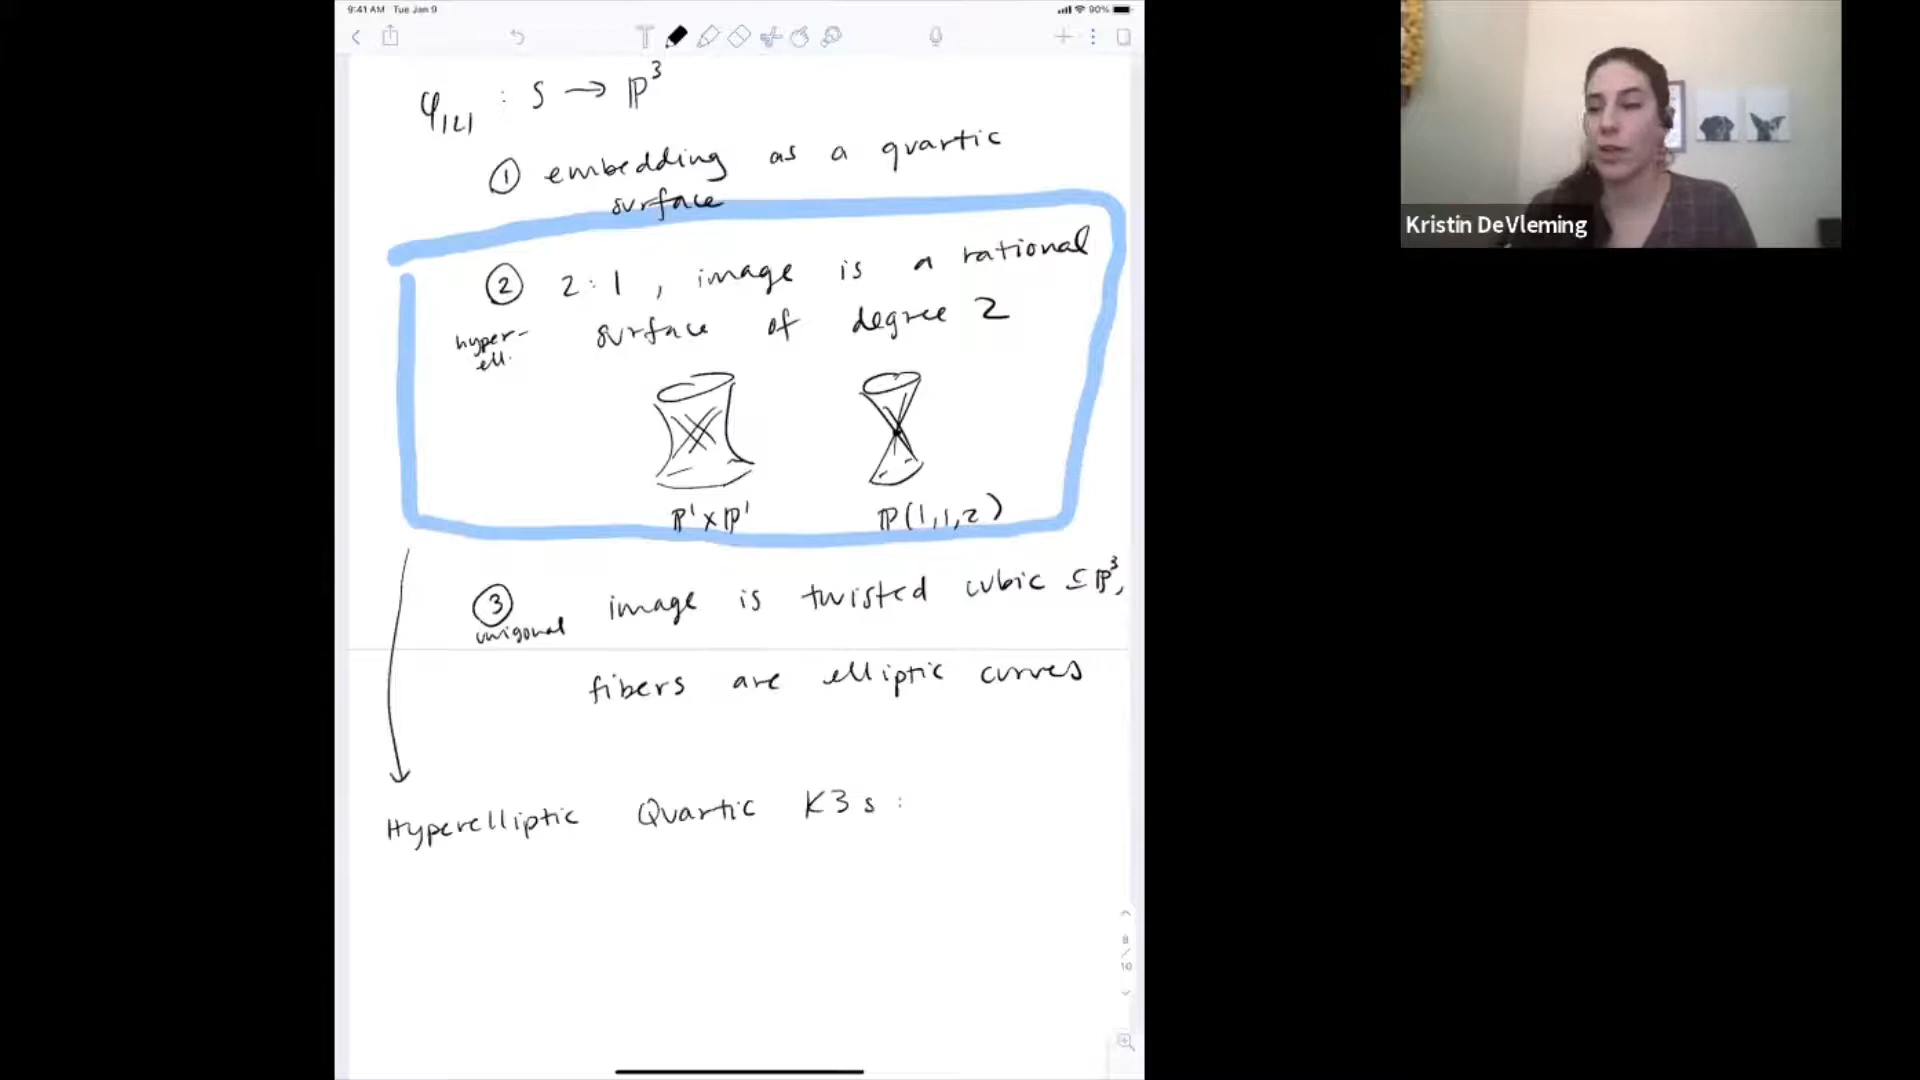 9:41 AM Tue Jan 9
90%
φ|L| : S → ℙ³
① embedding as a quartic
surface
② 2:1, image is a rational
hyper-
ell.
surface of degree 2
ℙ¹×ℙ¹ ℙ(1,1,2)
③ image is twisted cubic ⊆ ℙ³,
unigonal
fibers are elliptic curves
Hyperelliptic Quartic K3s:
8
/
10
Kristin DeVleming